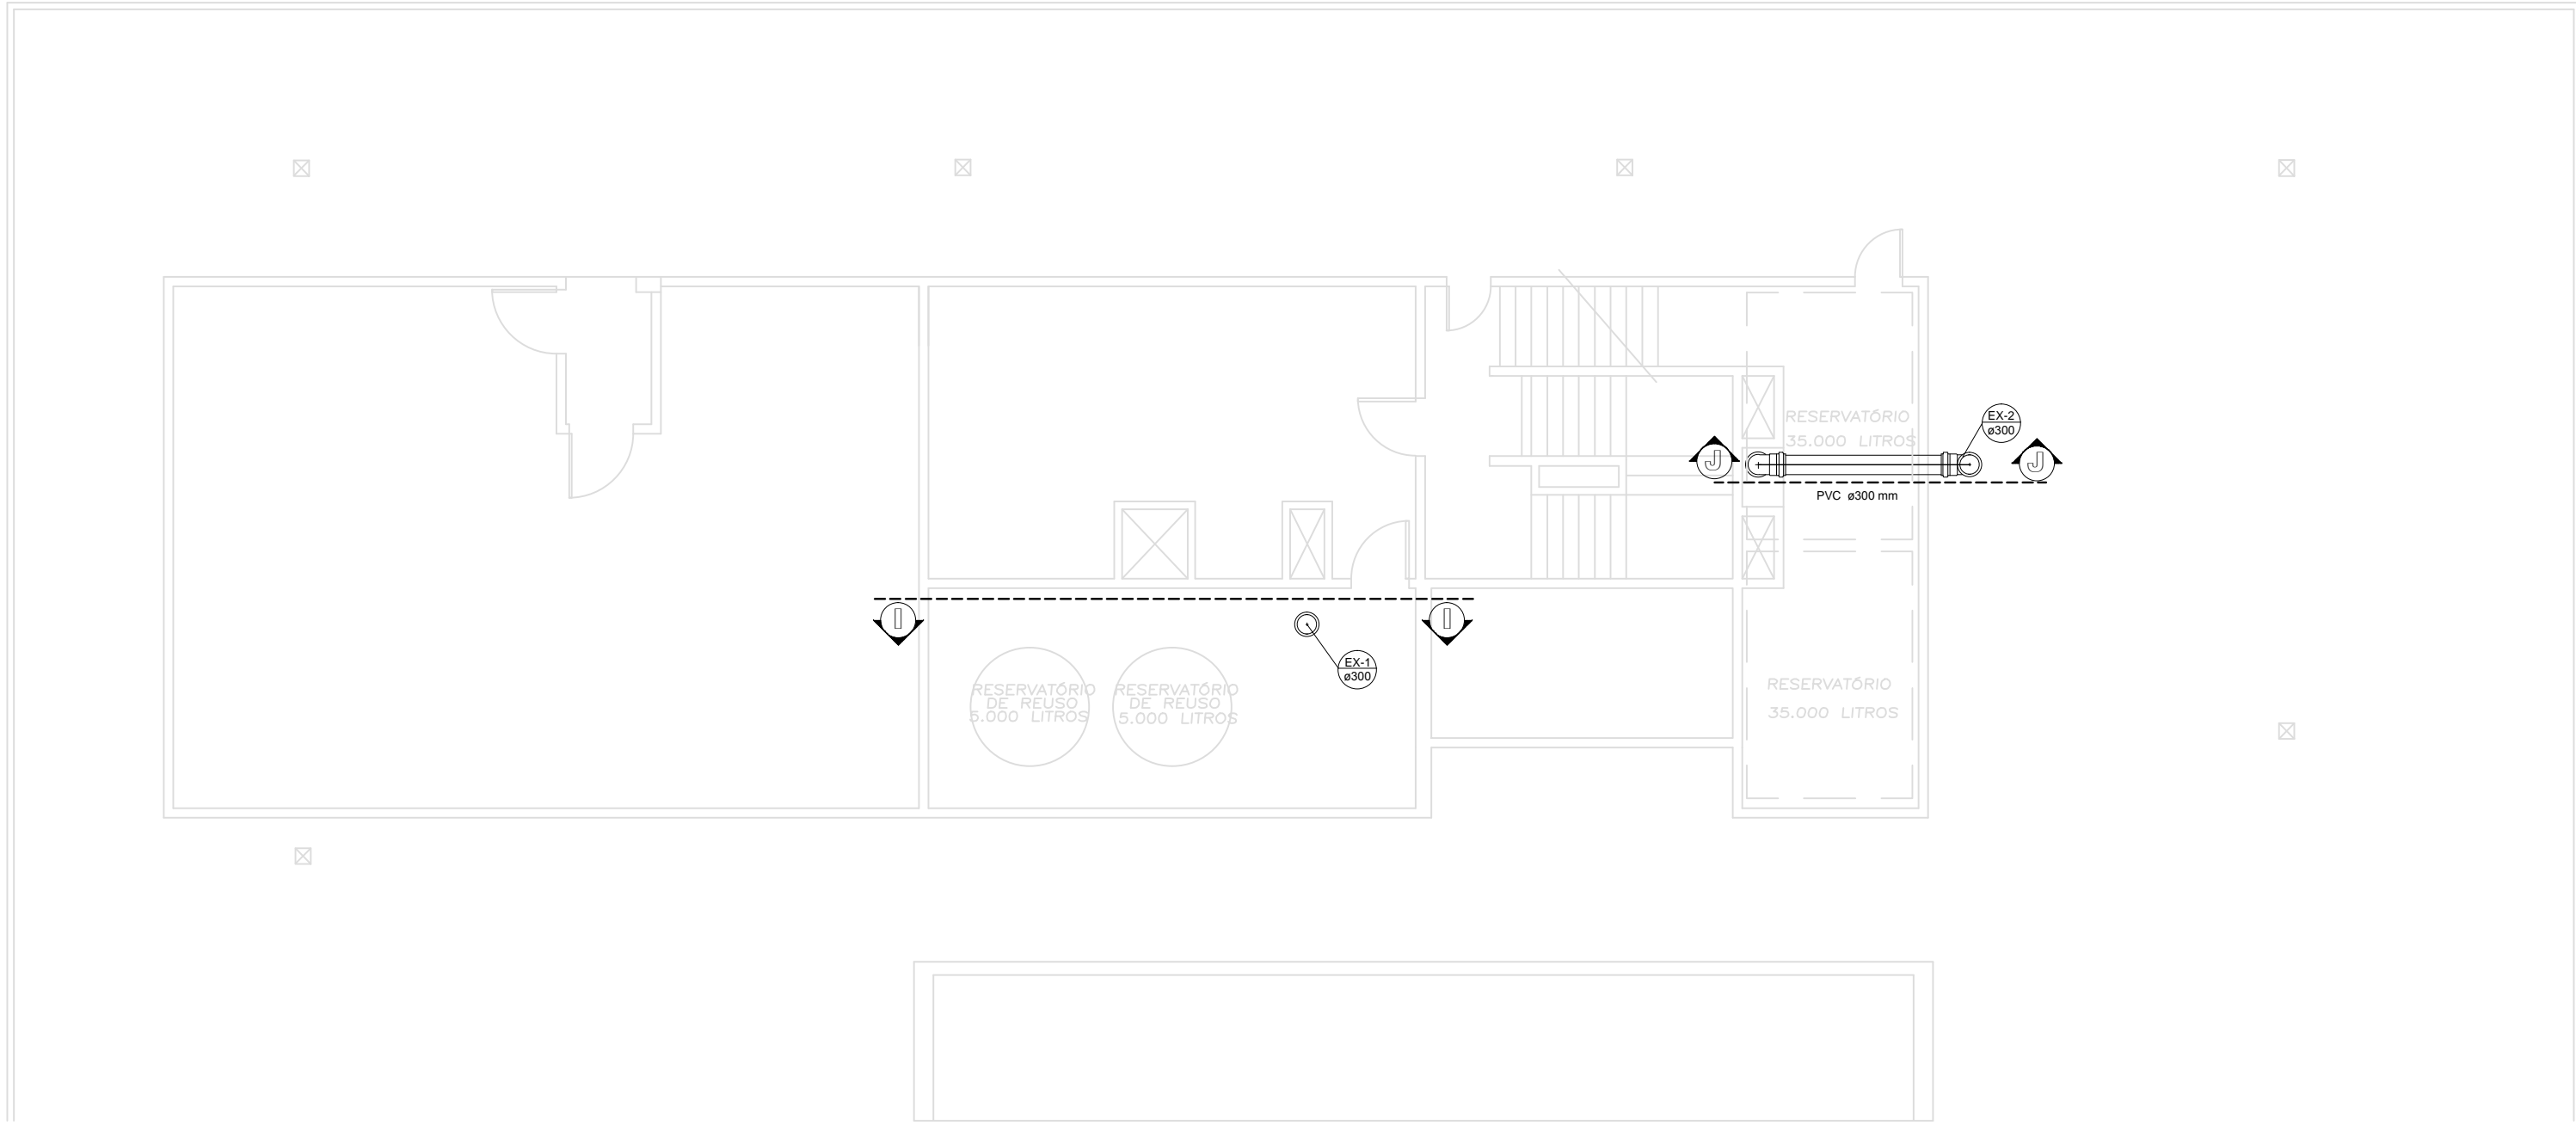 RESERVATÓRIO
35.000 LITROS
EX-2
ø300
J
J
PVC ø300 mm
I
I
EX-1
ø300
RESERVATÓRIO
DE REUSO
5.000 LITROS
RESERVATÓRIO
DE REUSO
5.000 LITROS
RESERVATÓRIO
35.000 LITROS